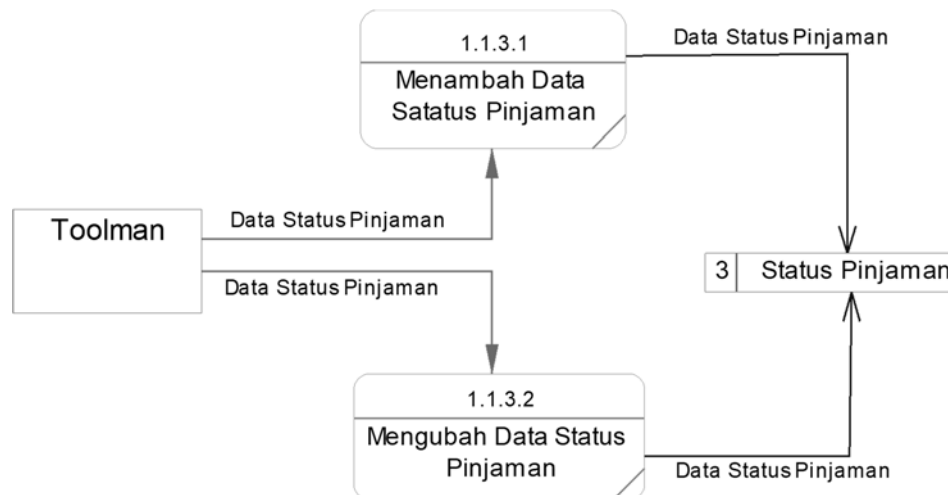 1.1.3.1
Menambah Data
Satatus Pinjaman
Data Status Pinjaman
Toolman
Data Status Pinjaman
Data Status Pinjaman
3
Status Pinjaman
1.1.3.2
Mengubah Data Status
Pinjaman
Data Status Pinjaman